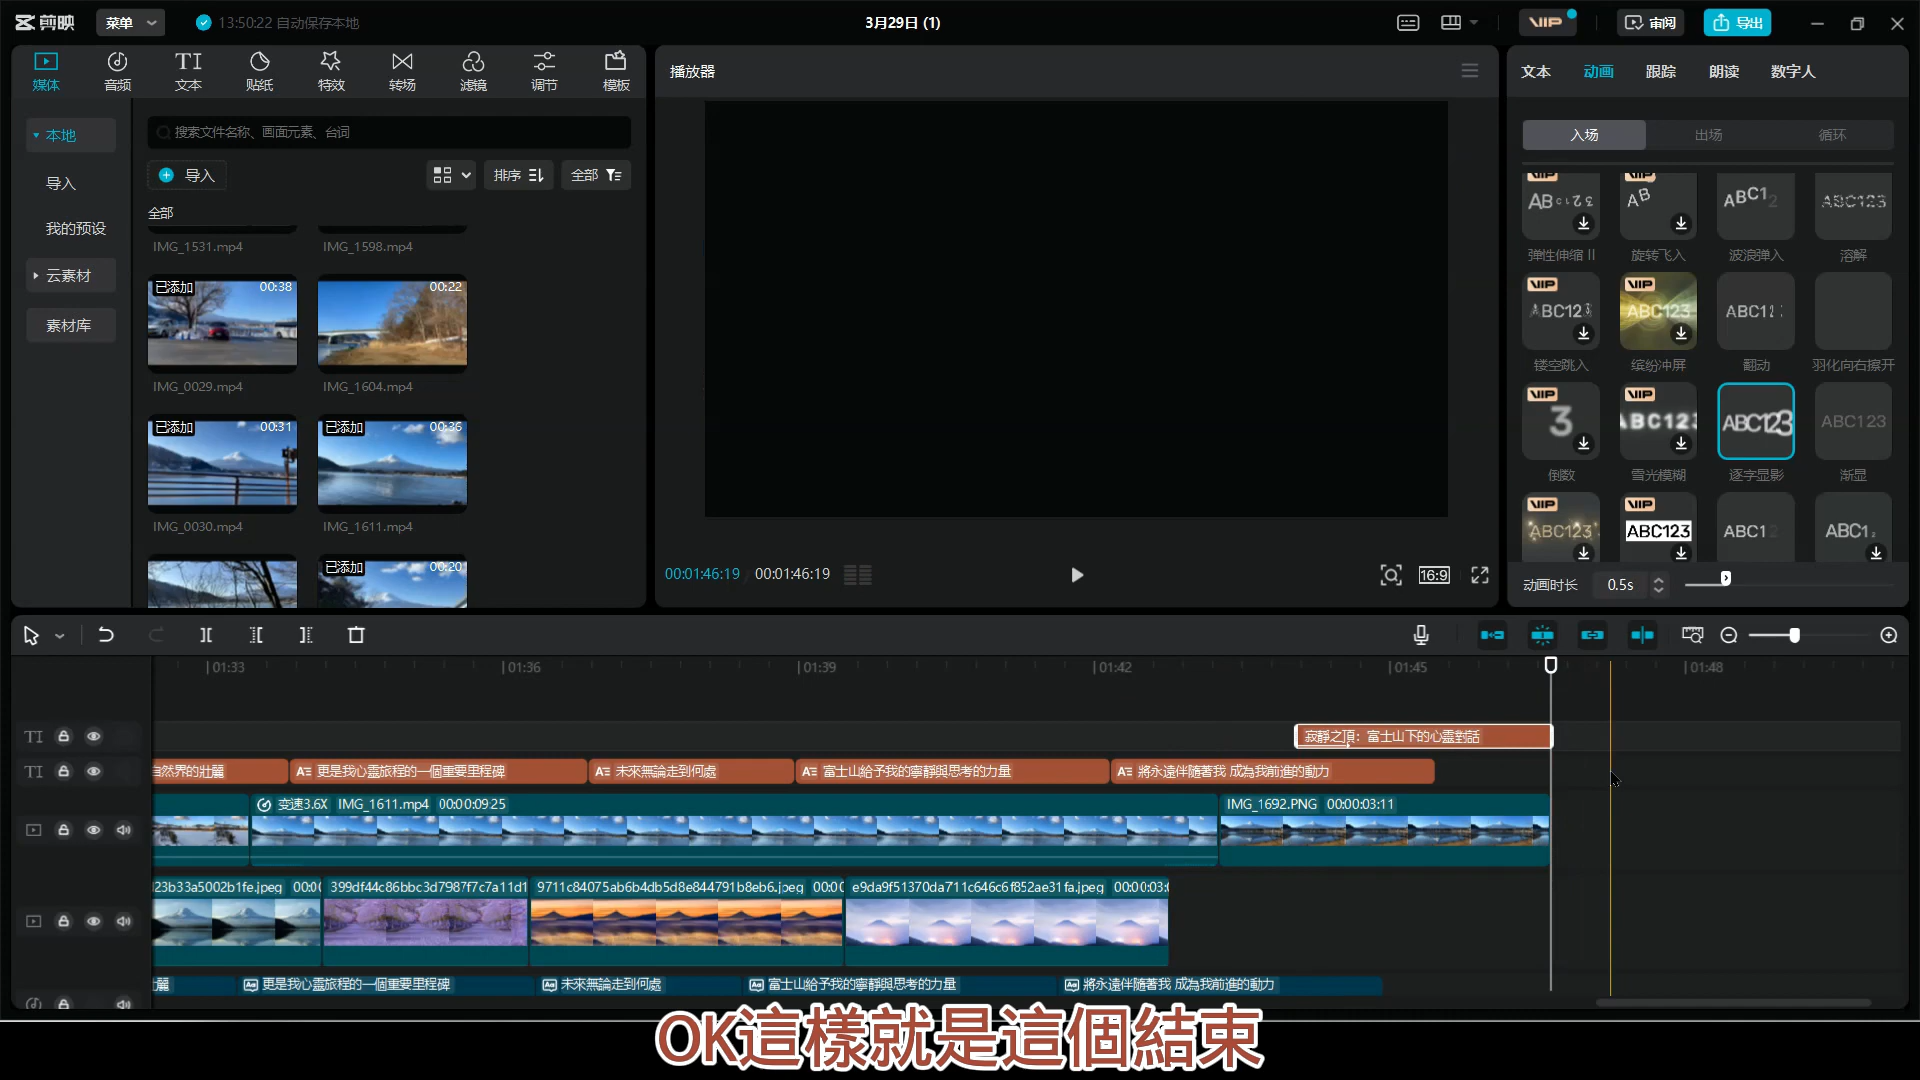 剪映 菜单 13:50:22 自动保存本地 3月29日 (1) VIP 审阅 导出
媒体 音频 文本 贴纸 特效 转场 滤镜 调节 模板
播放器
文本 动画 跟踪 朗读 数字人
本地
导入
我的预设
云素材
素材库
搜索文件名称、画面元素、台词
导入 排序 全部
全部
IMG_1531.mp4 IMG_1598.mp4
已添加 00:38 00:22
IMG_0029.mp4 IMG_1604.mp4
已添加 00:31 已添加 00:36
IMG_0030.mp4 IMG_1611.mp4
已添加 00:20
00:01:46:19 00:01:46:19 16:9
入场 出场 循环
弹性伸缩 II 旋转飞入 波浪弹入 溶解
VIP ABC123 VIP ABC123 ABC12
镂空跳入 缤纷冲屏 翻动 羽化向右擦开
VIP 3 VIP ABC123 ABC123 ABC123
倒数 雪光模糊 逐字显影 渐显
VIP ABC123 VIP ABC123 ABC1 ABC1
动画时长 0.5s
01:33 01:36 01:39 01:42 01:45 01:48
TI 寂靜之頂：富士山下的心靈對話
TI 自然界的壯麗 更是我心靈旅程的一個重要里程碑 未來無論走到何處 富士山給予我的寧靜與思考的力量 將永遠伴隨著我 成為我前進的動力
变速3.6X IMG_1611.mp4 00:00:09:25 IMG_1692.PNG 00:00:03:11
23b33a5002b1fe.jpeg 00:0 399df44c86bbc3d7987f7c7a11d1 9711c84075ab6b4db5d8e844791b8eb6.jpeg 00:0 e9da9f51370da711c646c6f852ae31fa.jpeg 00:00:03:
麗 更是我心靈旅程的一個重要里程碑 未來無論走到何處 富士山給予我的寧靜與思考的力量 將永遠伴隨著我 成為我前進的動力
OK這樣就是這個結束